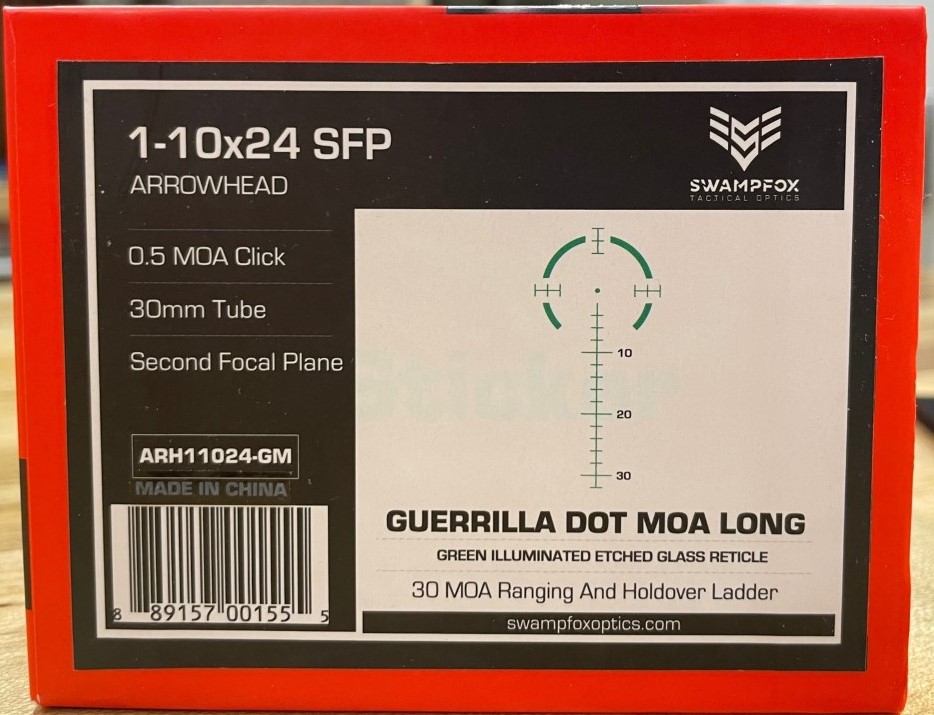 1-10x24 SFP
ARROWHEAD
SWAMPFOX
TACTICAL OPTICS
0.5 MOA Click
30mm Tube
Second Focal Plane
ARH11024-GM
MADE IN CHINA
8 89157 00155 5
10
20
30
Sticker
GUERRILLA DOT MOA LONG
GREEN ILLUMINATED ETCHED GLASS RETICLE
30 MOA Ranging And Holdover Ladder
swampfoxoptics.com